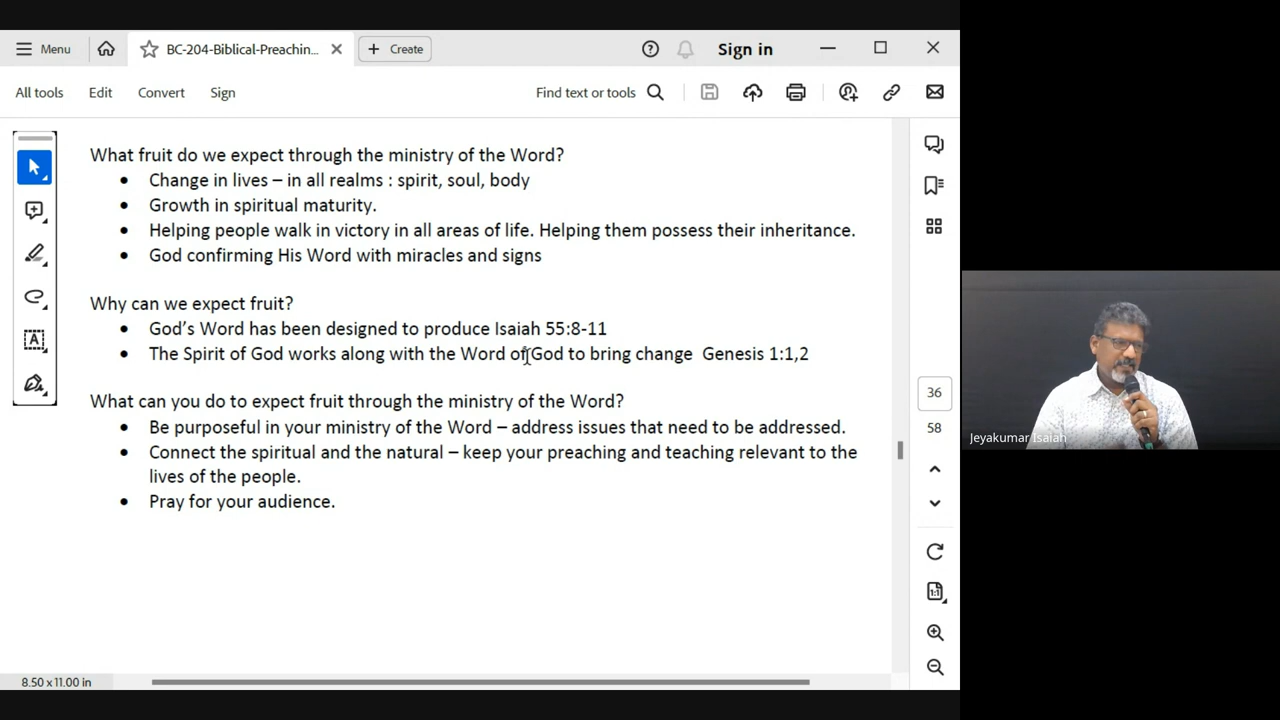 Menu
BC-204-Biblical-Preachin...
Create
Sign in
All tools
Edit
Convert
Sign
Find text or tools
What fruit do we expect through the ministry of the Word?
• Change in lives – in all realms : spirit, soul, body
• Growth in spiritual maturity.
• Helping people walk in victory in all areas of life. Helping them possess their inheritance.
• God confirming His Word with miracles and signs
Why can we expect fruit?
• God's Word has been designed to produce Isaiah 55:8-11
• The Spirit of God works along with the Word of God to bring change  Genesis 1:1,2
What can you do to expect fruit through the ministry of the Word?
• Be purposeful in your ministry of the Word – address issues that need to be addressed.
• Connect the spiritual and the natural – keep your preaching and teaching relevant to the
lives of the people.
• Pray for your audience.
36
58
1:1
8.50 x 11.00 in
Jeyakumar Isaiah